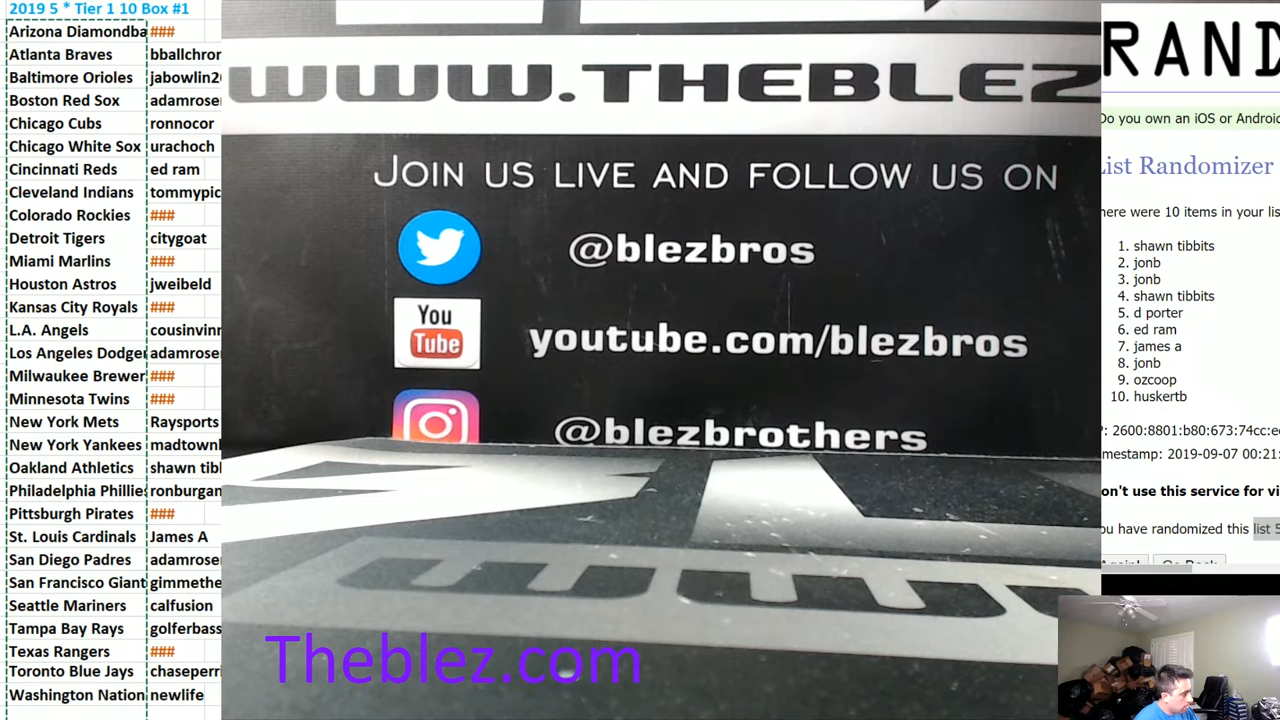 2019 5 * Tier 1 10 Box #1
Arizona Diamondba ###
Atlanta Braves bballchron
Baltimore Orioles jabowlin2
Boston Red Sox adamrose
Chicago Cubs ronnocor
Chicago White Sox urachoch
Cincinnati Reds ed ram
Cleveland Indians tommypic
Colorado Rockies ###
Detroit Tigers citygoat
Miami Marlins ###
Houston Astros jweibeld
Kansas City Royals ###
L.A. Angels cousinvinn
Los Angeles Dodge adamrose
Milwaukee Brewer ###
Minnesota Twins ###
New York Mets Raysports
New York Yankees madtown
Oakland Athletics shawn tib
Philadelphia Phillie ronburgan
Pittsburgh Pirates ###
St. Louis Cardinals James A
San Diego Padres adamrose
San Francisco Giant gimmethe
Seattle Mariners calfusion
Tampa Bay Rays golferbass
Texas Rangers ###
Toronto Blue Jays chaseperri
Washington Nation newlife
WWW.THEBLEZ
JOIN US LIVE AND FOLLOW US ON
@blezbros
You
Tube
youtube.com/blezbros
@blezbrothers
Theblez.com
RAND
Do you own an iOS or Androi
List Randomizer
here were 10 items in your lis
1. shawn tibbits
2. jonb
3. jonb
4. shawn tibbits
5. d porter
6. ed ram
7. james a
8. jonb
9. ozcoop
10. huskertb
P: 2600:8801:b80:673:74cc:e
mestamp: 2019-09-07 00:21:
on't use this service for vi
ou have randomized this list 5
Again! Go Back